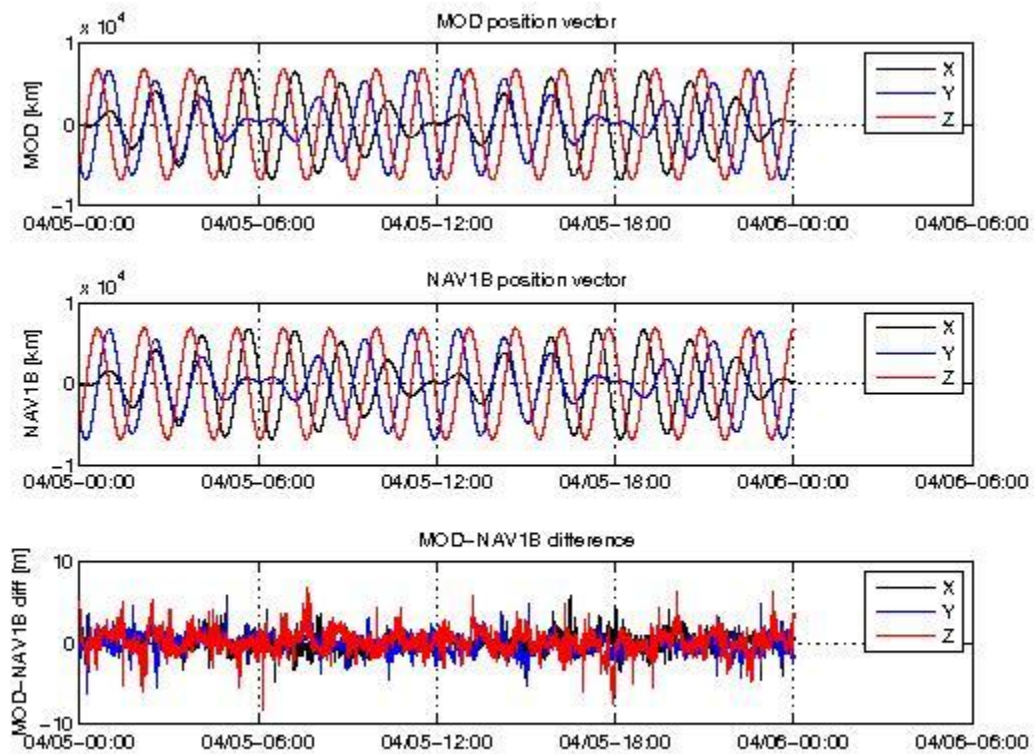 MOD position vector
x 10^4
1
0
-1
MOD [km]
X
Y
Z
04/05-00:00 04/05-06:00 04/05-12:00 04/05-18:00 04/06-00:00 04/06-06:00
NAV1B position vector
x 10^4
1
0
-1
NAV1B [km]
X
Y
Z
04/05-00:00 04/05-06:00 04/05-12:00 04/05-18:00 04/06-00:00 04/06-06:00
MOD-NAV1B difference
10
0
-10
MOD-NAV1B diff [m]
X
Y
Z
04/05-00:00 04/05-06:00 04/05-12:00 04/05-18:00 04/06-00:00 04/06-06:00